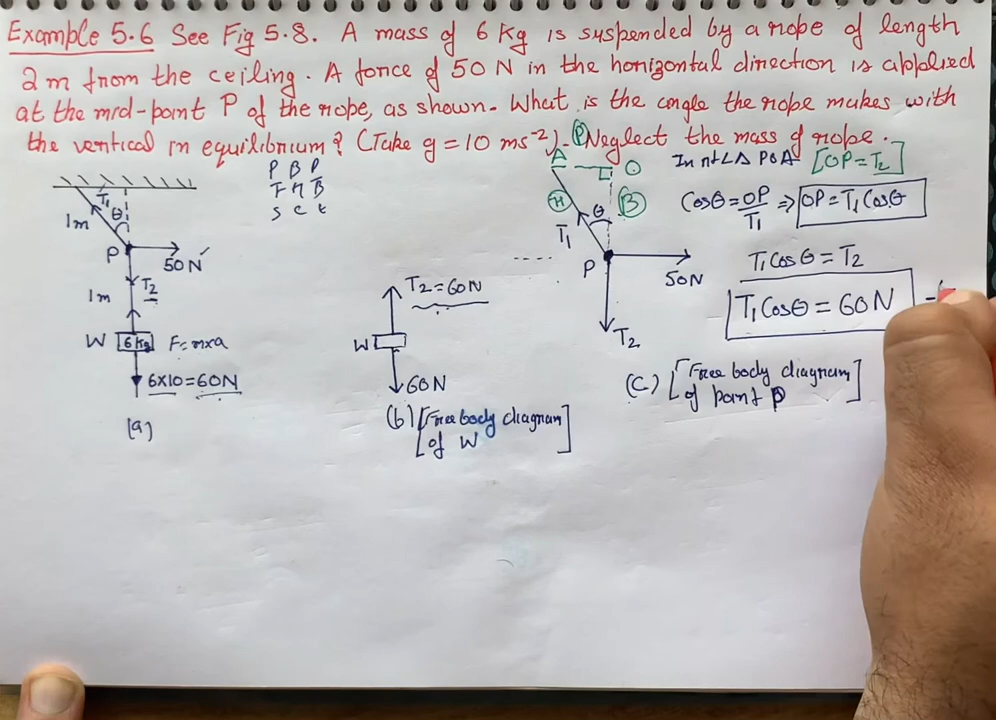 Example 5.6 See Fig 5.8. A mass of 6 Kg is suspended by a rope of length
2m from the ceiling. A force of 50 N in the horizontal direction is applied
at the mid-point P of the rope, as shown. What is the angle the rope makes with
the vertical in equilibrium? (Take g = 10 ms⁻²). Neglect the mass of rope.
P B P
F H B
S C t
T₁
θ
1m
P
50N
T₂
1m
W 6 Kg F = m×a
6×10 = 60N
(a)
T₂ = 60N
W
60N
(b) [Free body diagram
of W]
P
A O
H θ B
T₁
P
50N
T₂
(C) [Free body diagram
of point P]
In rt∠Δ POA [OP = T₂]
Cosθ = OP/T₁ ⇒ OP = T₁ Cosθ
T₁ Cosθ = T₂
T₁ Cosθ = 60N